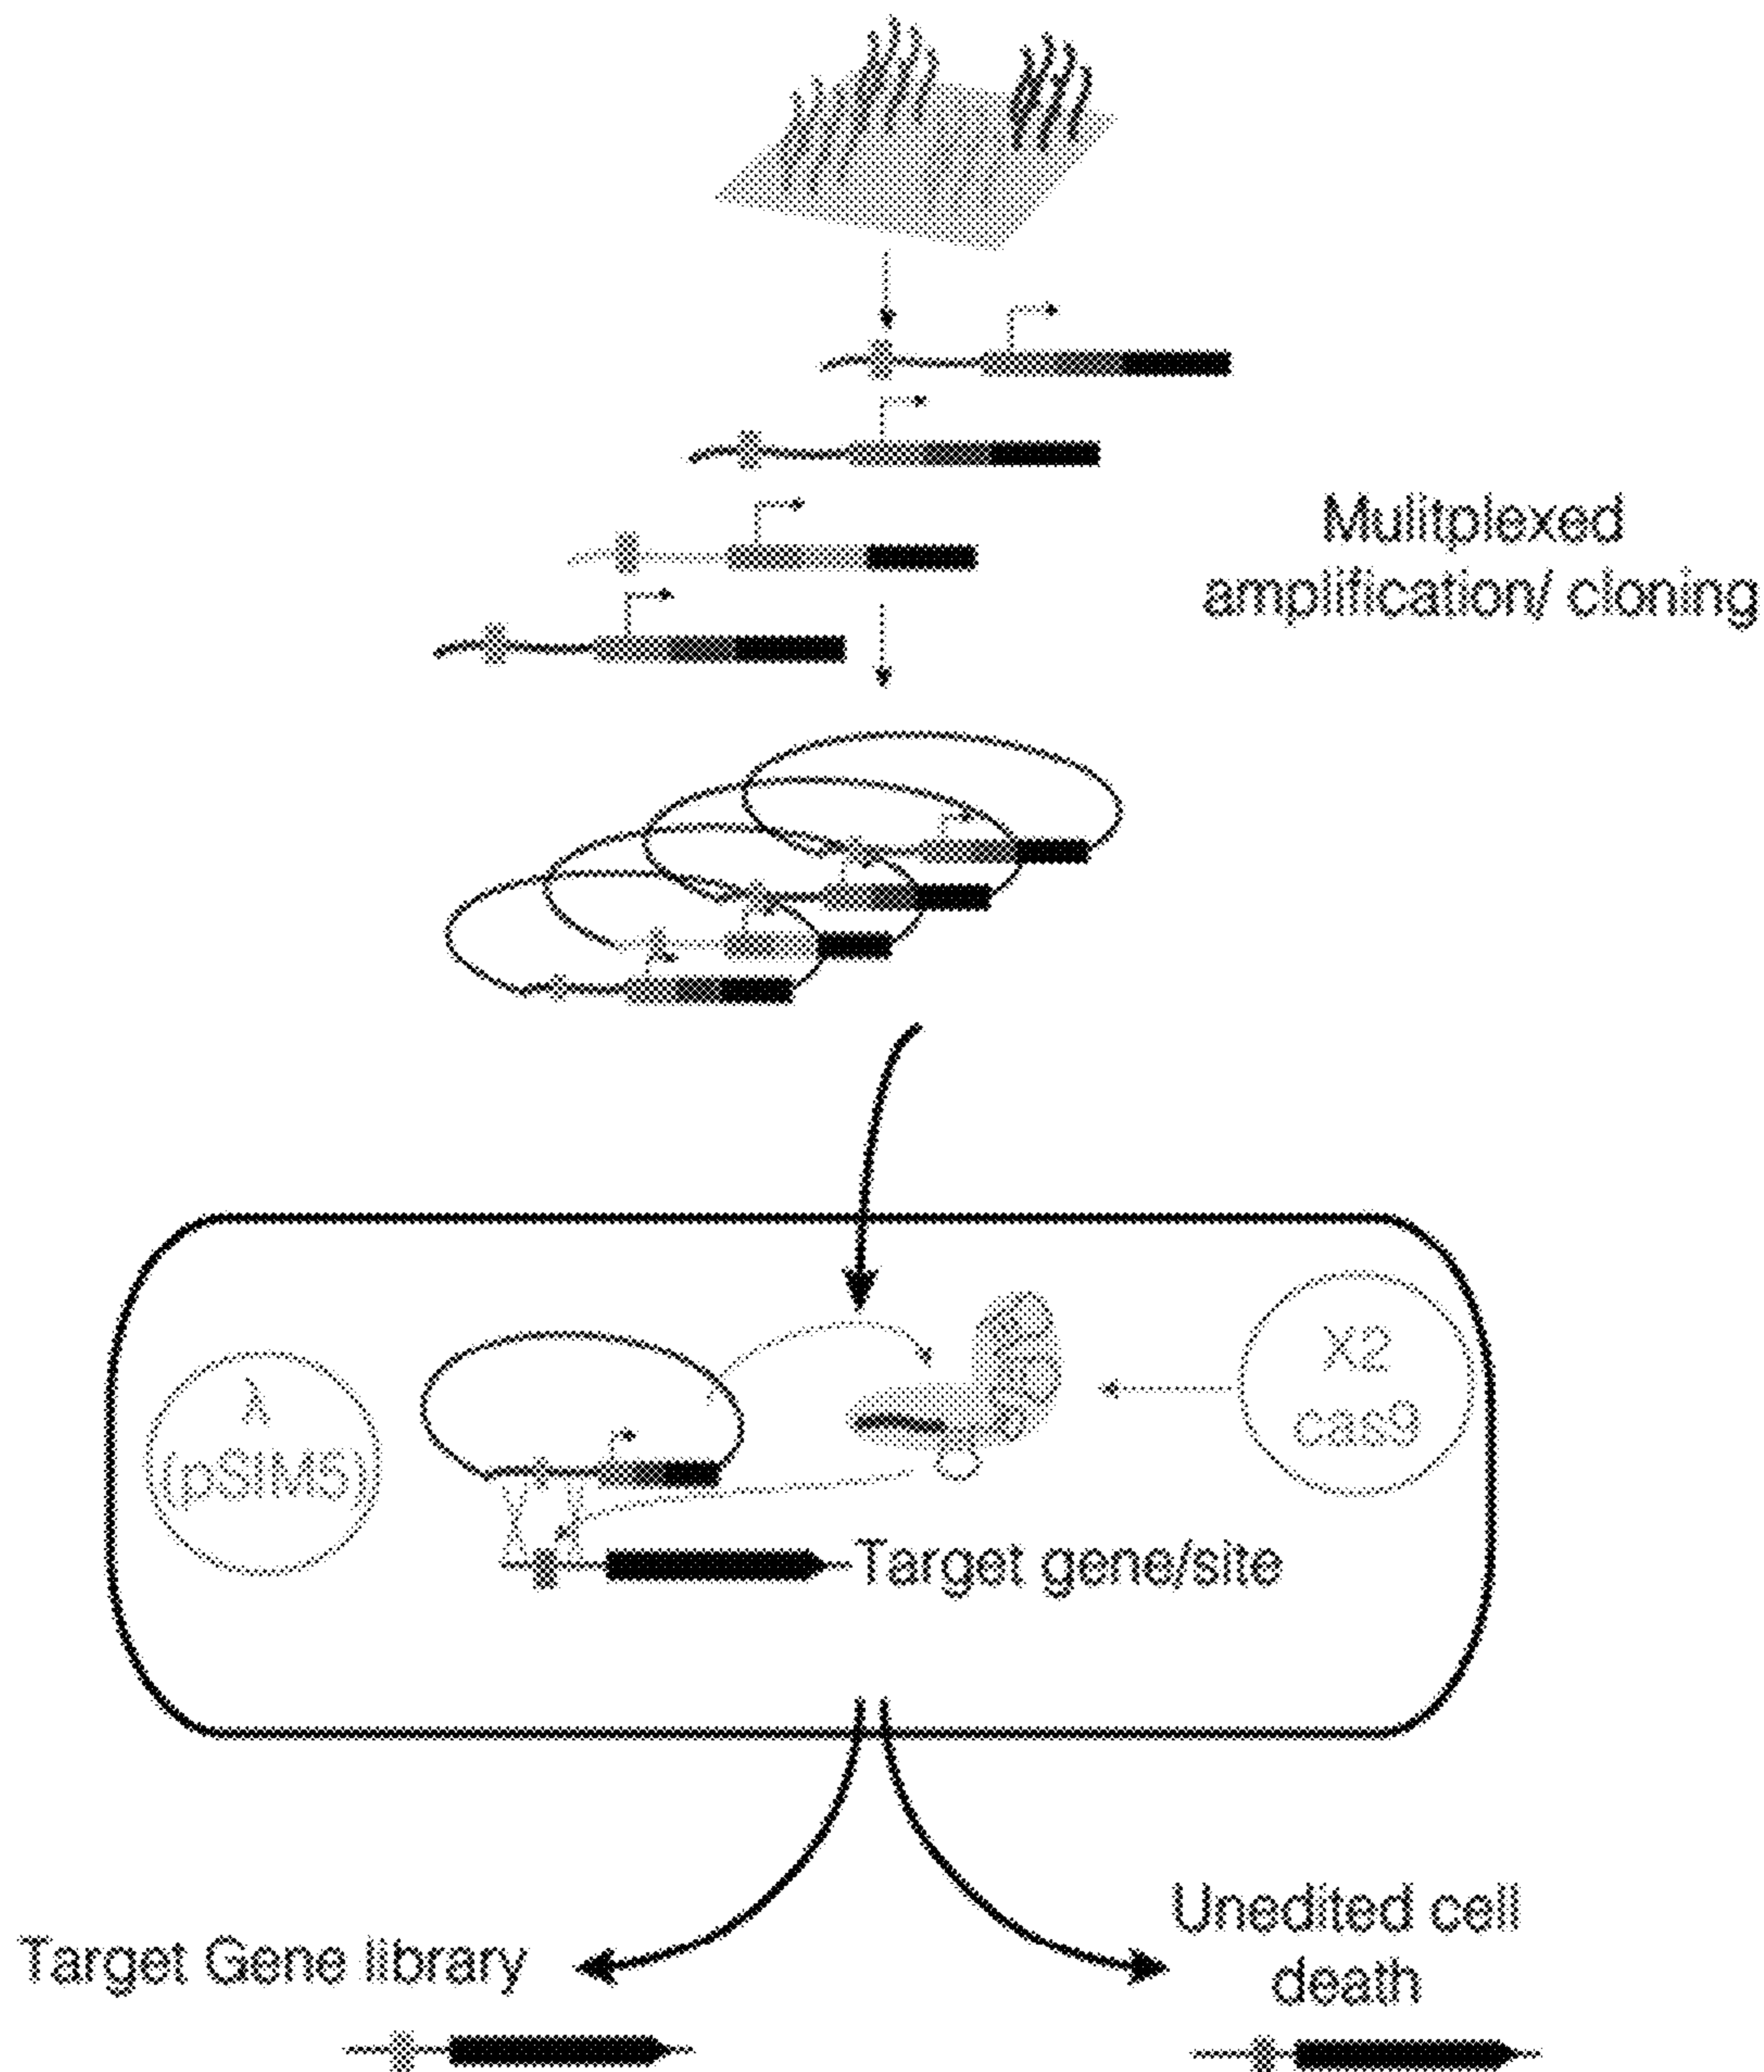 Mulitplexed
amplification/ cloning
λ
(pSIM5)
X2
cas9
Target gene/site
Target Gene library
Unedited cell
death